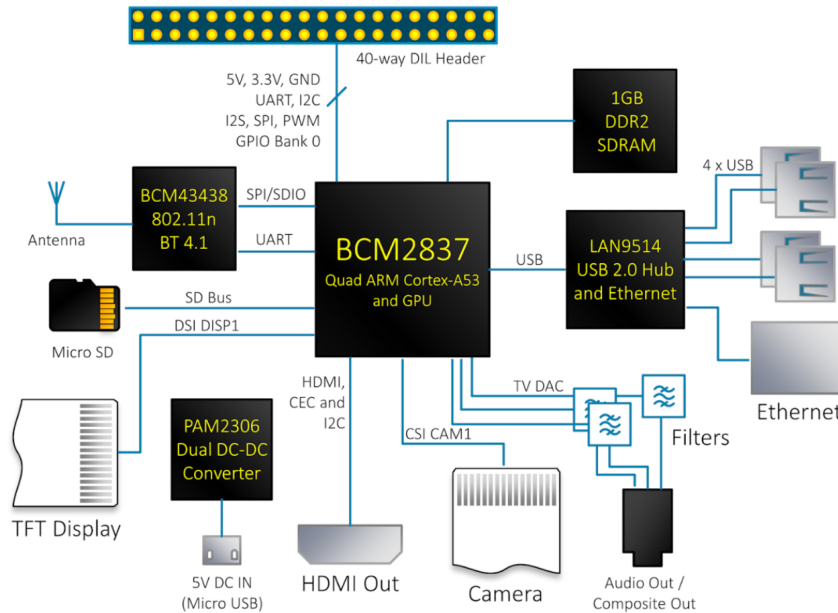 40-way DIL Header
5V, 3.3V, GND
UART, I2C
I2S, SPI, PWM
GPIO Bank 0
1GB
DDR2
SDRAM
4 x USB
BCM43438
802.11n
BT 4.1
SPI/SDIO
UART
Antenna
BCM2837
Quad ARM Cortex-A53
and GPU
USB
LAN9514
USB 2.0 Hub
and Ethernet
SD Bus
Micro SD
DSI DISP1
HDMI,
CEC and
I2C
TV DAC
Ethernet
PAM2306
Dual DC-DC
Converter
CSI CAM1
Filters
TFT Display
5V DC IN
(Micro USB)
HDMI Out
Camera
Audio Out /
Composite Out